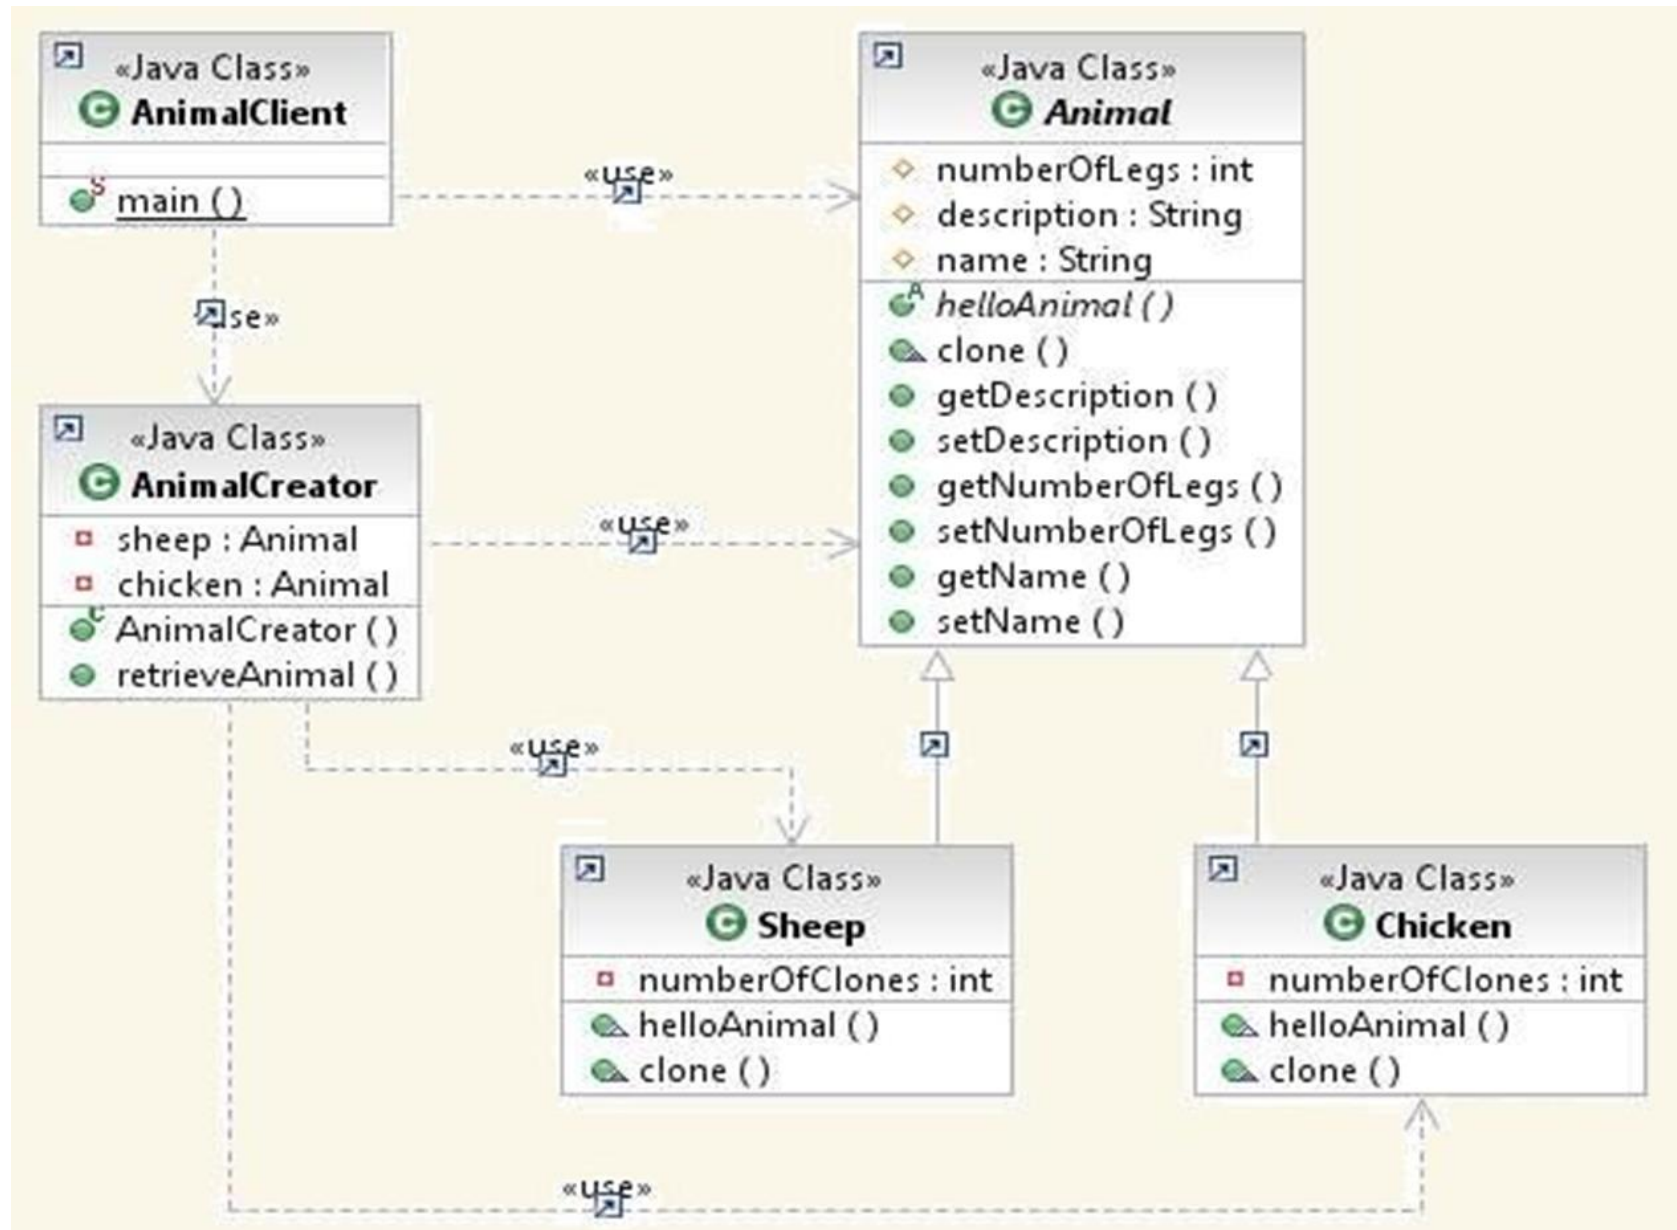 «Java Class»
AnimalClient
main ()
«use»
«use»
«Java Class»
Animal
numberOfLegs : int
description : String
name : String
helloAnimal ( )
clone ( )
getDescription ( )
setDescription ( )
getNumberOfLegs ( )
setNumberOfLegs ( )
getName ( )
setName ( )
«Java Class»
AnimalCreator
sheep : Animal
chicken : Animal
AnimalCreator ( )
retrieveAnimal ( )
«use»
«use»
«Java Class»
Sheep
numberOfClones : int
helloAnimal ( )
clone ( )
«Java Class»
Chicken
numberOfClones : int
helloAnimal ( )
clone ( )
«use»